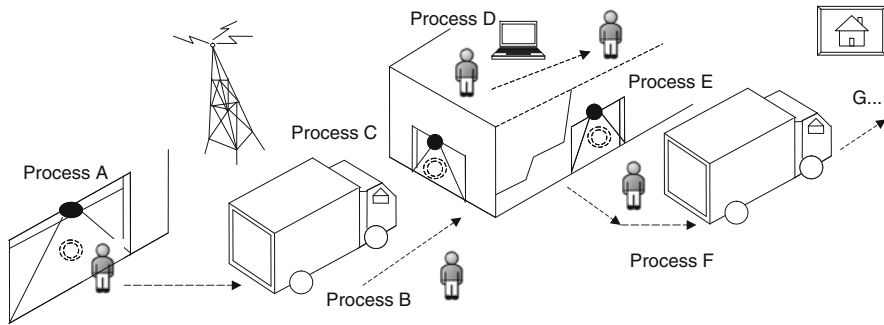 Process A
Process C
Process D
Process E
Process B
Process F
G...